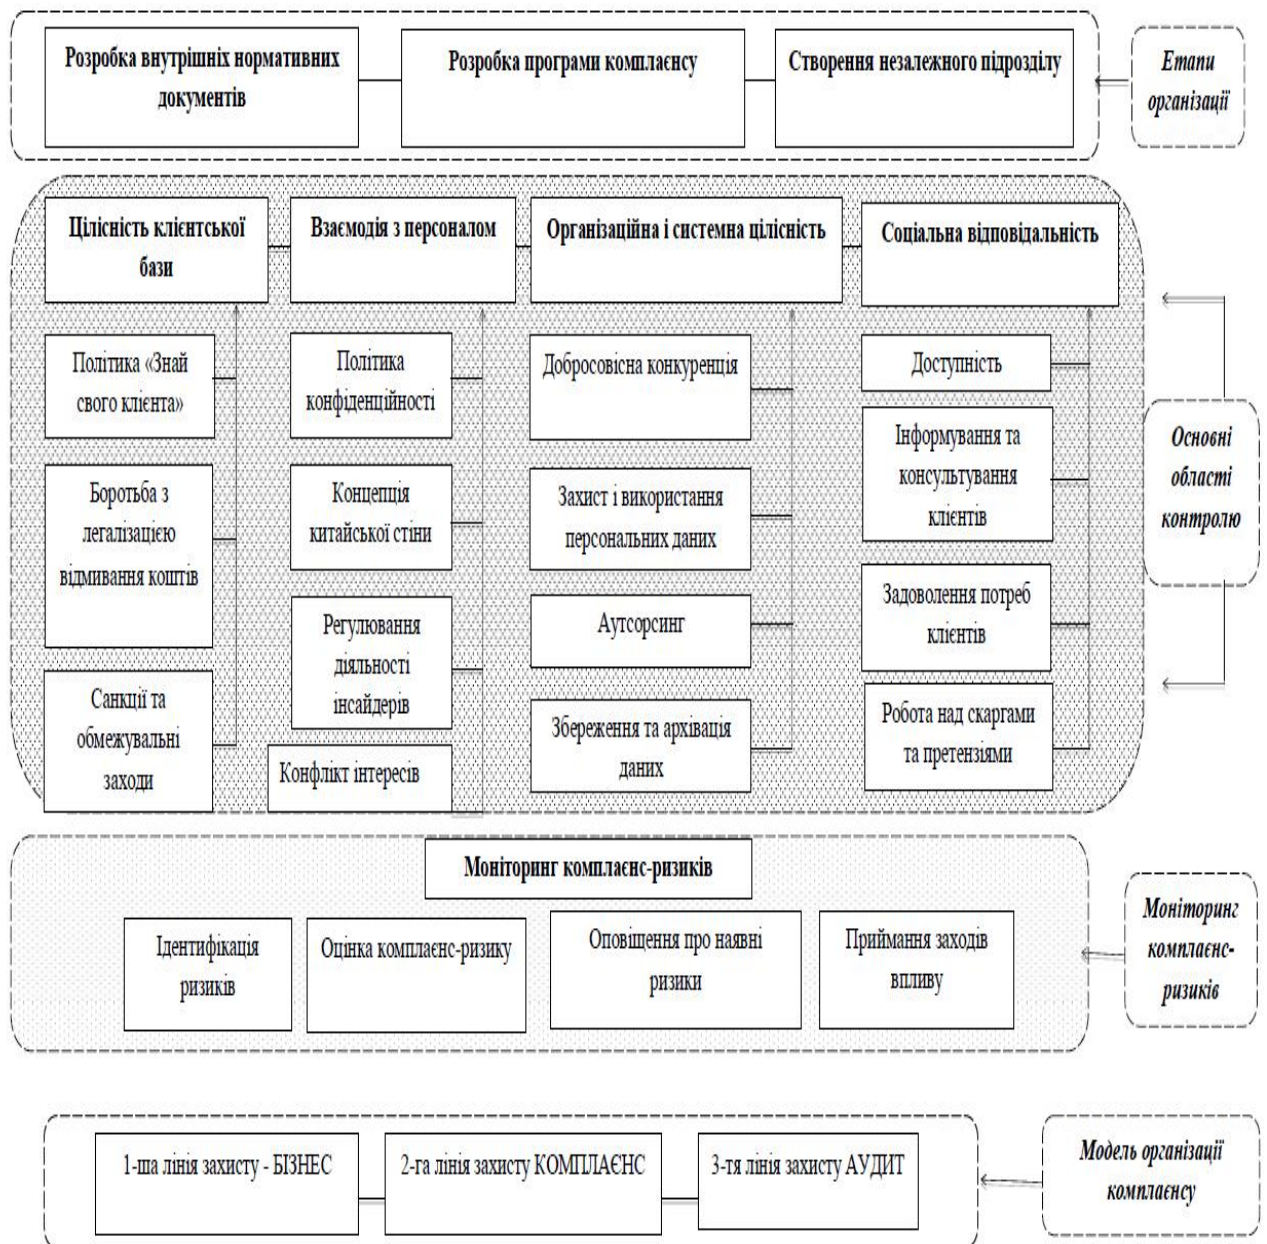 Розробка внутрішніх нормативних
документів
Розробка програми комплаєнсу
Створення незалежного підрозділу
Етапи
організації
Цілісність клієнтської
бази
Взаємодія з персоналом
Організаційна і системна цілісність
Соціальна відповідальність
Політика «Знай
свого клієнта»
Боротьба з
легалізацією
відмивання коштів
Санкції та
обмежувальні
заходи
Політика
конфіденційності
Концепція
китайської стіни
Регулювання
діяльності
інсайдерів
Конфлікт інтересів
Добросовісна конкуренція
Захист і використання
персональних даних
Аутсорсинг
Збереження та архівація
даних
Доступність
Інформування та
консультування
клієнтів
Задоволення потреб
клієнтів
Робота над скаргами
та претензіями
Основні
області
контролю
Моніторинг комплаєнс-ризиків
Ідентифікація
ризиків
Оцінка комплаєнс-ризику
Оповіщення про наявні
ризики
Приймання заходів
впливу
Моніторинг
комплаєнс-
ризиків
1-ша лінія захисту - БІЗНЕС
2-га лінія захисту КОМПЛАЄНС
3-тя лінія захисту АУДИТ
Модель організації
комплаєнсу